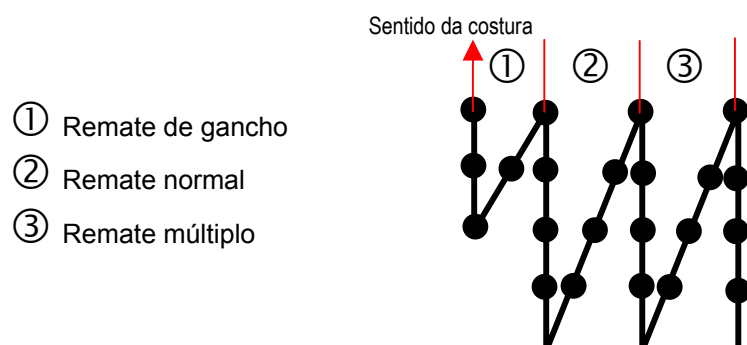 Sentido da costura
① ② ③
① Remate de gancho
② Remate normal
③ Remate múltiplo